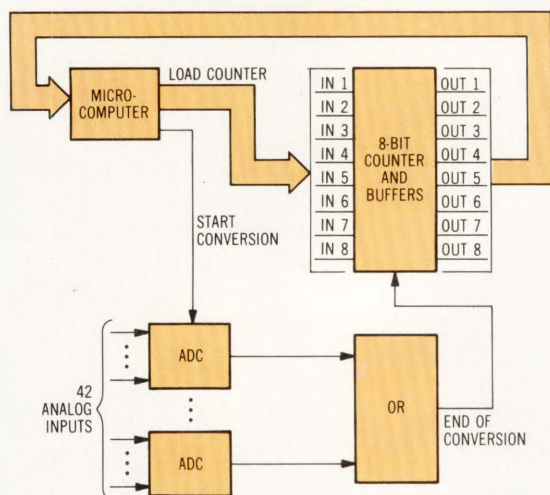 LOAD COUNTER
MICRO-
COMPUTER
IN 1
IN 2
IN 3
IN 4
IN 5
IN 6
IN 7
IN 8
8-BIT
COUNTER
AND
BUFFERS
OUT 1
OUT 2
OUT 3
OUT 4
OUT 5
OUT 6
OUT 7
OUT 8
START
CONVERSION
42
ANALOG
INPUTS
ADC
ADC
OR
END OF
CONVERSION